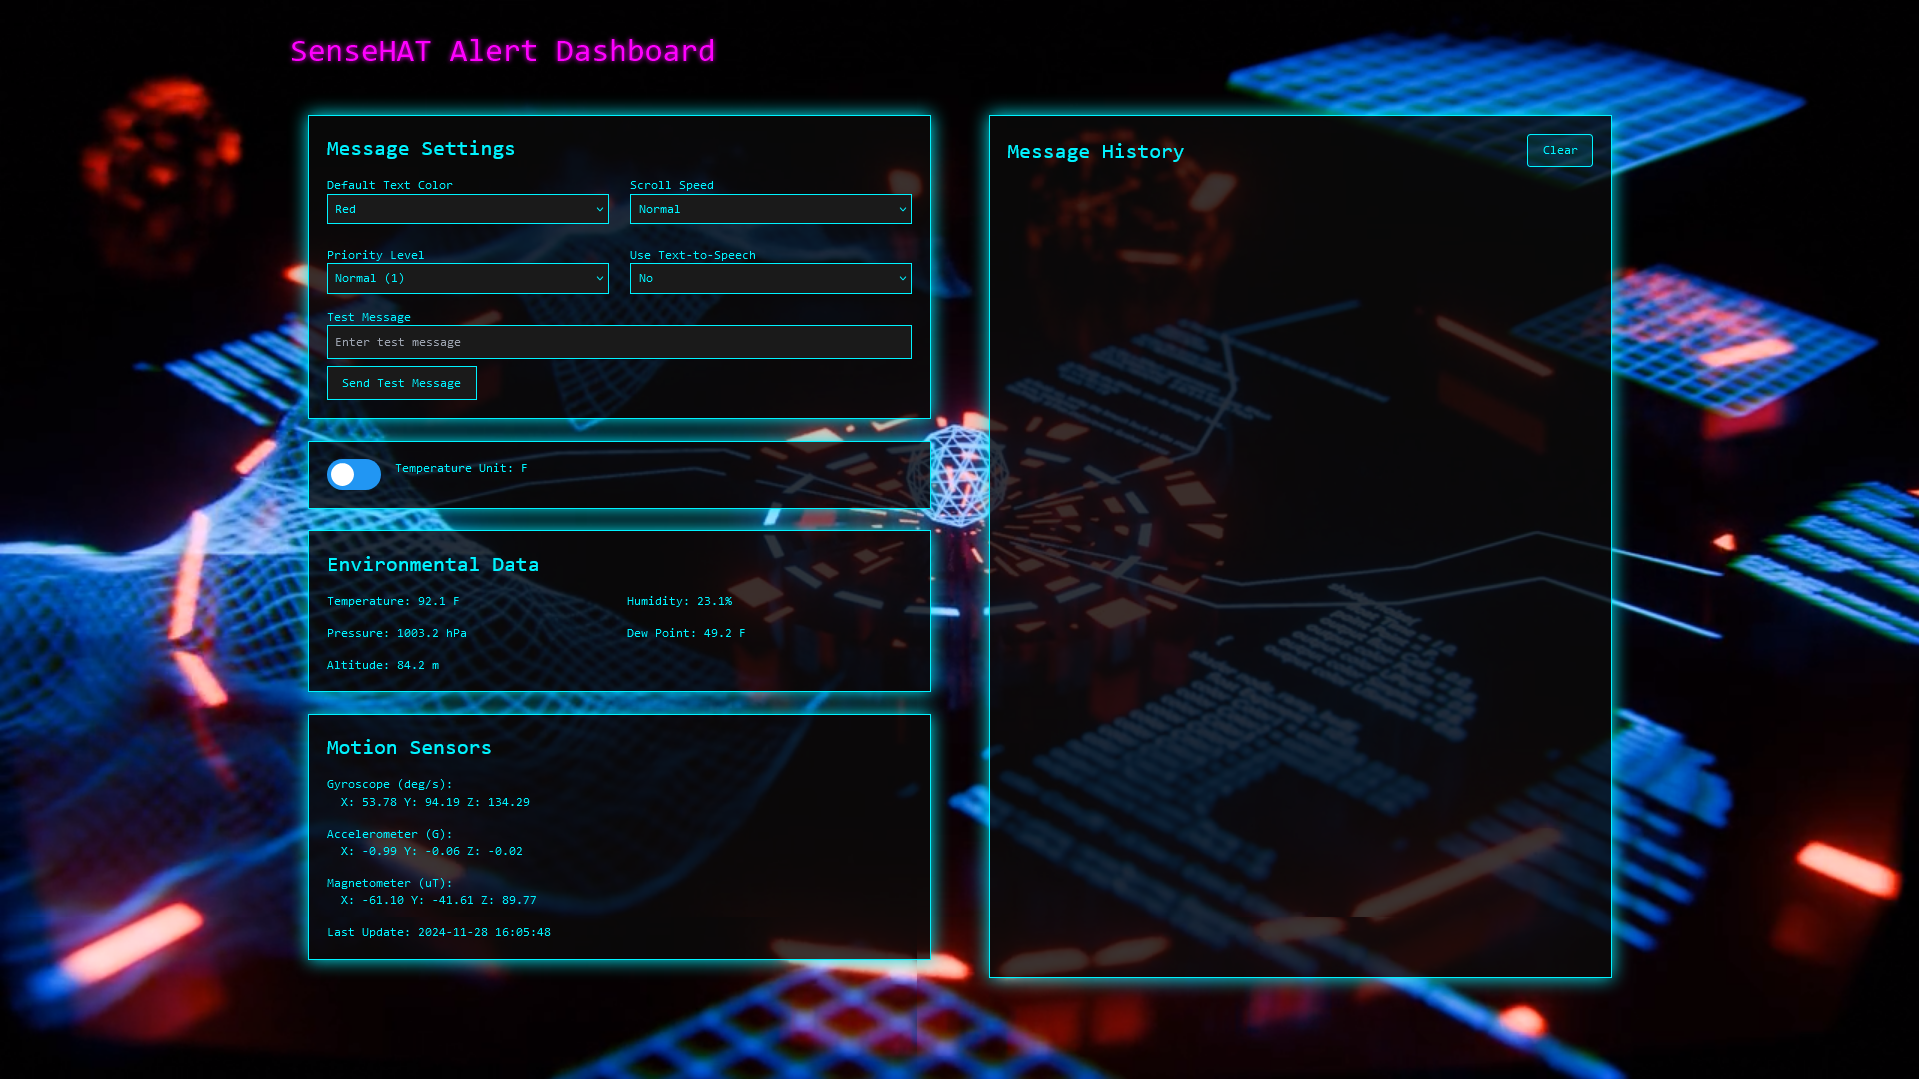 SenseHAT Alert Dashboard
Message Settings
Default Text Color
Scroll Speed
Red
Normal
Priority Level
Use Text-to-Speech
Normal (1)
No
Test Message
Enter test message
Send Test Message
Temperature Unit: F
Environmental Data
Temperature: 92.1 F
Humidity: 23.1%
Pressure: 1003.2 hPa
Dew Point: 49.2 F
Altitude: 84.2 m
Motion Sensors
Gyroscope (deg/s):
X: 53.78 Y: 94.19 Z: 134.29
Accelerometer (G):
X: -0.99 Y: -0.06 Z: -0.02
Magnetometer (uT):
X: -61.10 Y: -41.61 Z: 89.77
Last Update: 2024-11-28 16:05:48
Message History
Clear